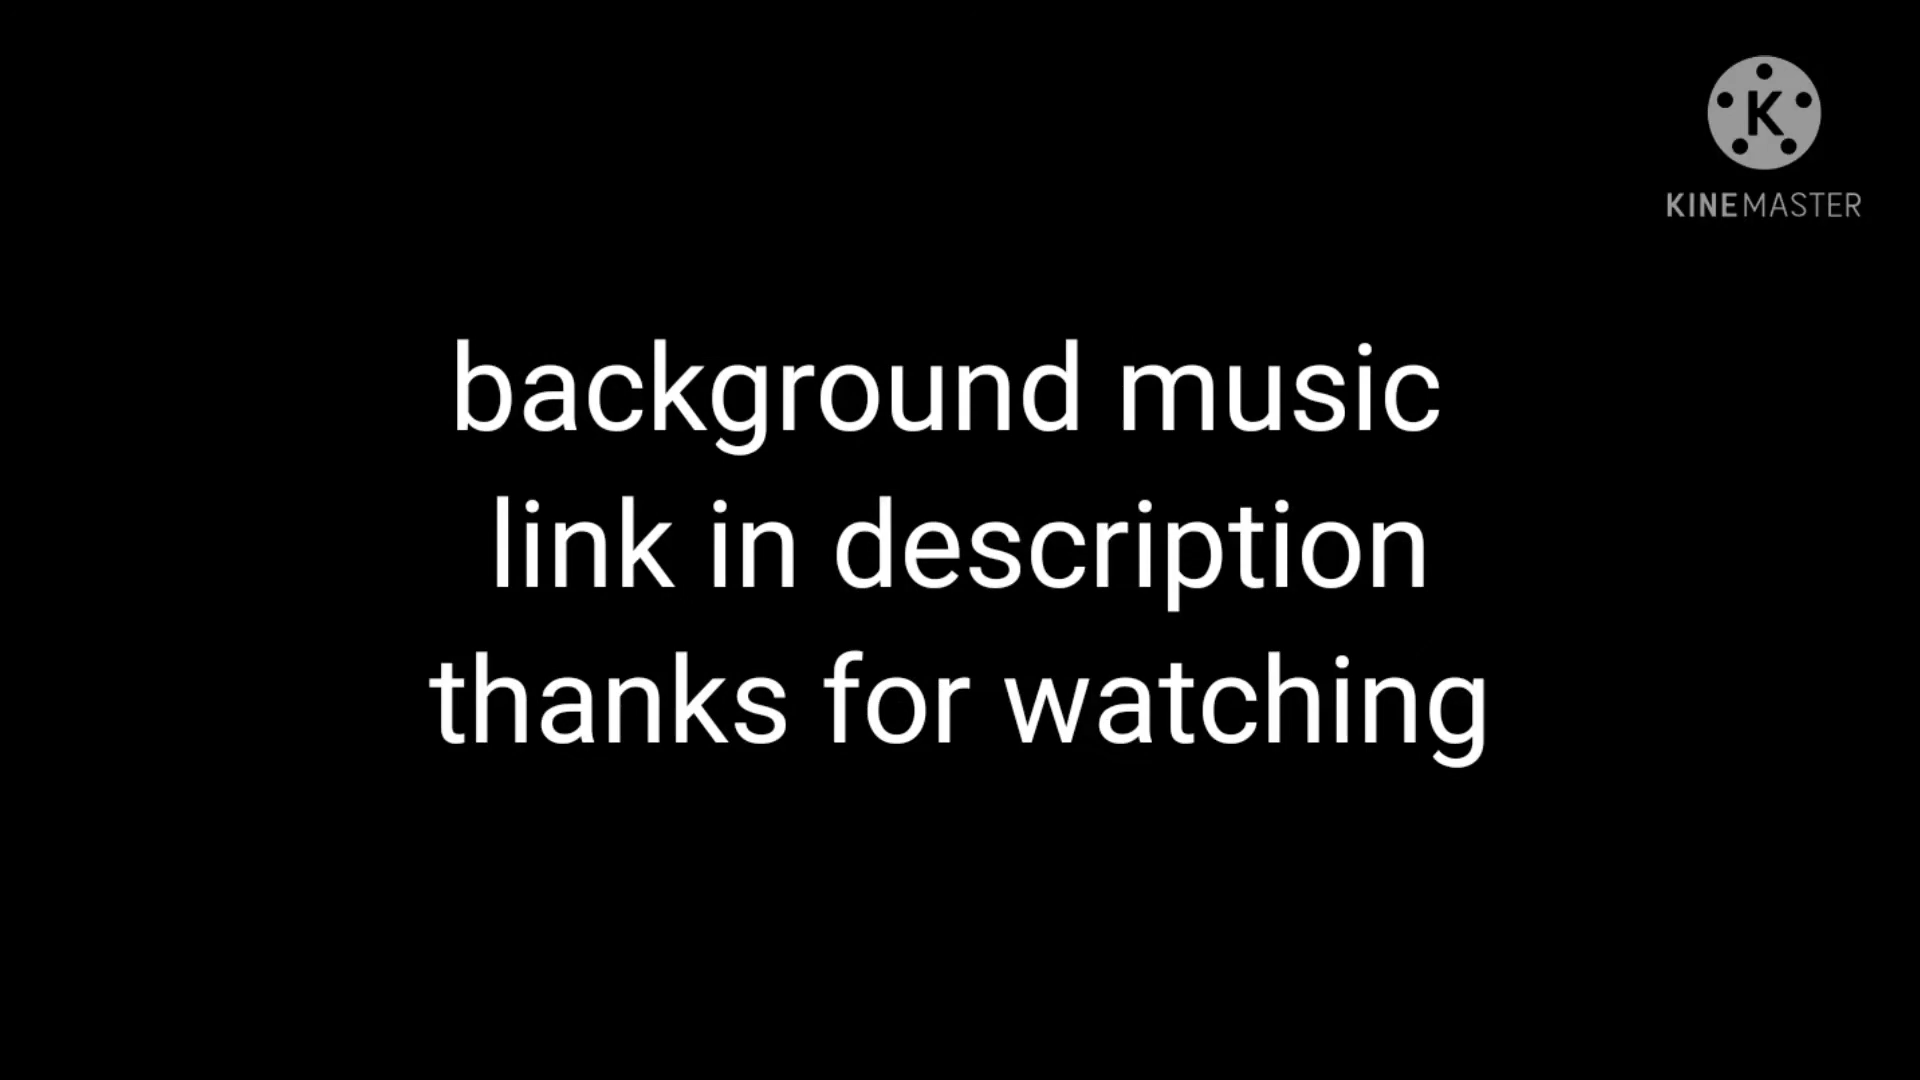 K
KINEMASTER
background music
link in description
thanks for watching